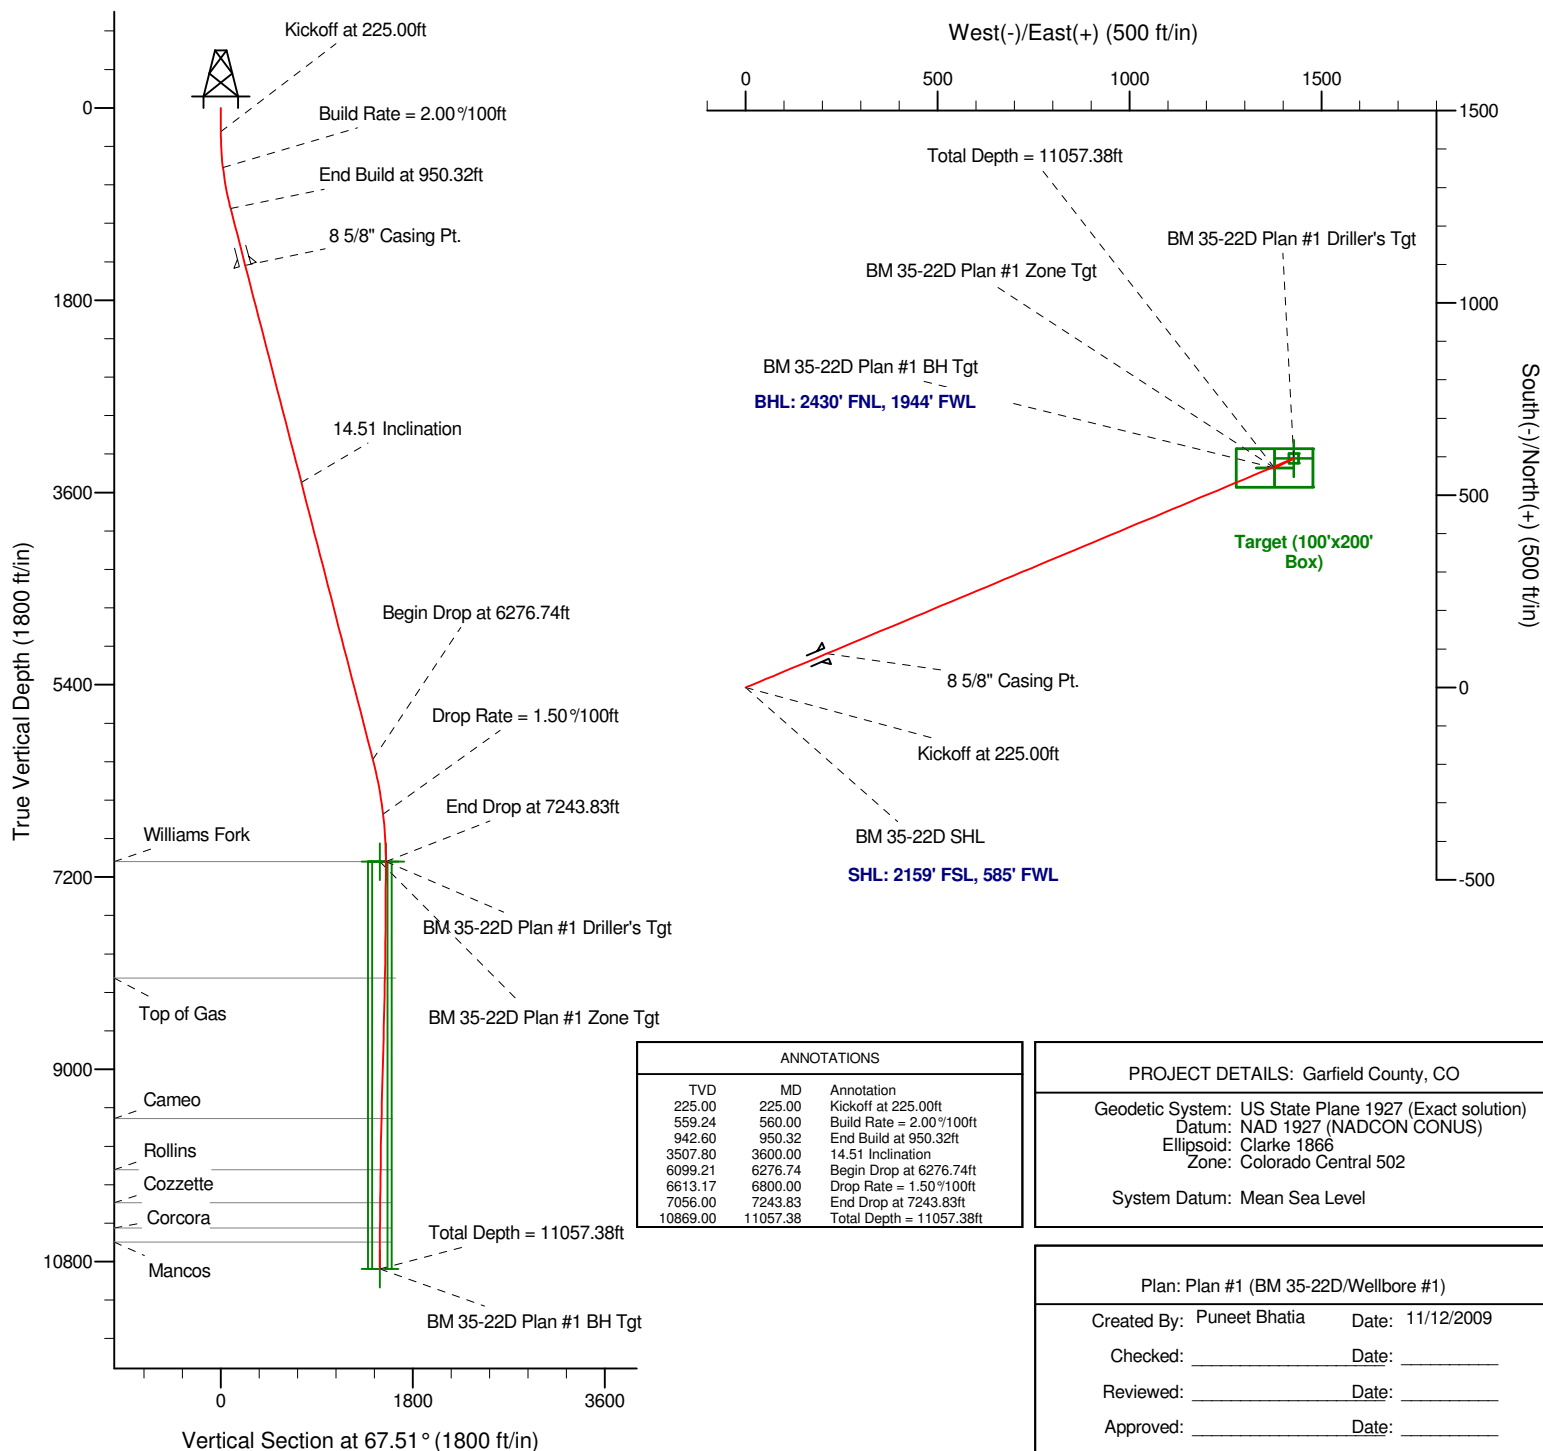 Kickoff at 225.00ft
Build Rate = 2.00°/100ft
End Build at 950.32ft
8 5/8" Casing Pt.
14.51 Inclination
Begin Drop at 6276.74ft
Drop Rate = 1.50°/100ft
End Drop at 7243.83ft
Williams Fork
BM 35-22D Plan #1 Driller's Tgt
Top of Gas
BM 35-22D Plan #1 Zone Tgt
Cameo
Rollins
Cozzette
Corcora
Total Depth = 11057.38ft
Mancos
BM 35-22D Plan #1 BH Tgt
0
1800
3600
5400
7200
9000
10800
True Vertical Depth (1800 ft/in)
0 1800 3600
Vertical Section at 67.51° (1800 ft/in)
West(-)/East(+) (500 ft/in)
0 500 1000 1500
1500
1000
500
0
-500
South(-)/North(+) (500 ft/in)
Total Depth = 11057.38ft
BM 35-22D Plan #1 Driller's Tgt
BM 35-22D Plan #1 Zone Tgt
BM 35-22D Plan #1 BH Tgt
BHL: 2430' FNL, 1944' FWL
Target (100'x200'
Box)
8 5/8" Casing Pt.
Kickoff at 225.00ft
BM 35-22D SHL
SHL: 2159' FSL, 585' FWL
ANNOTATIONS
TVD MD Annotation
225.00 225.00 Kickoff at 225.00ft
559.24 560.00 Build Rate = 2.00°/100ft
942.60 950.32 End Build at 950.32ft
3507.80 3600.00 14.51 Inclination
6099.21 6276.74 Begin Drop at 6276.74ft
6613.17 6800.00 Drop Rate = 1.50°/100ft
7056.00 7243.83 End Drop at 7243.83ft
10869.00 11057.38 Total Depth = 11057.38ft
PROJECT DETAILS: Garfield County, CO
Geodetic System: US State Plane 1927 (Exact solution)
Datum: NAD 1927 (NADCON CONUS)
Ellipsoid: Clarke 1866
Zone: Colorado Central 502
System Datum: Mean Sea Level
Plan: Plan #1 (BM 35-22D/Wellbore #1)
Created By: Puneet Bhatia Date: 11/12/2009
Checked: ____________________ Date: __________
Reviewed: ____________________ Date: __________
Approved: ____________________ Date: __________